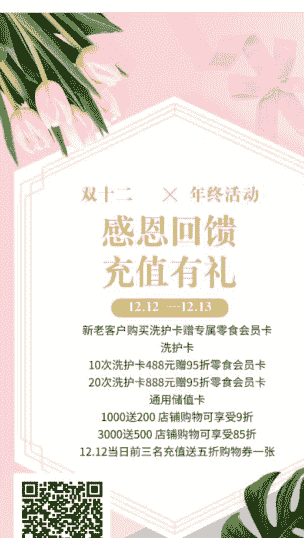 双十二 × 年终活动
感恩回馈
充值有礼
12.12 —12.13
新老客户购买洗护卡赠专属零食会员卡
洗护卡
10次洗护卡488元赠95折零食会员卡
20次洗护卡888元赠95折零食会员卡
通用储值卡
1000送200 店铺购物可享受9折
3000送500 店铺购物可享受85折
12.12当日前三名充值送五折购物券一张